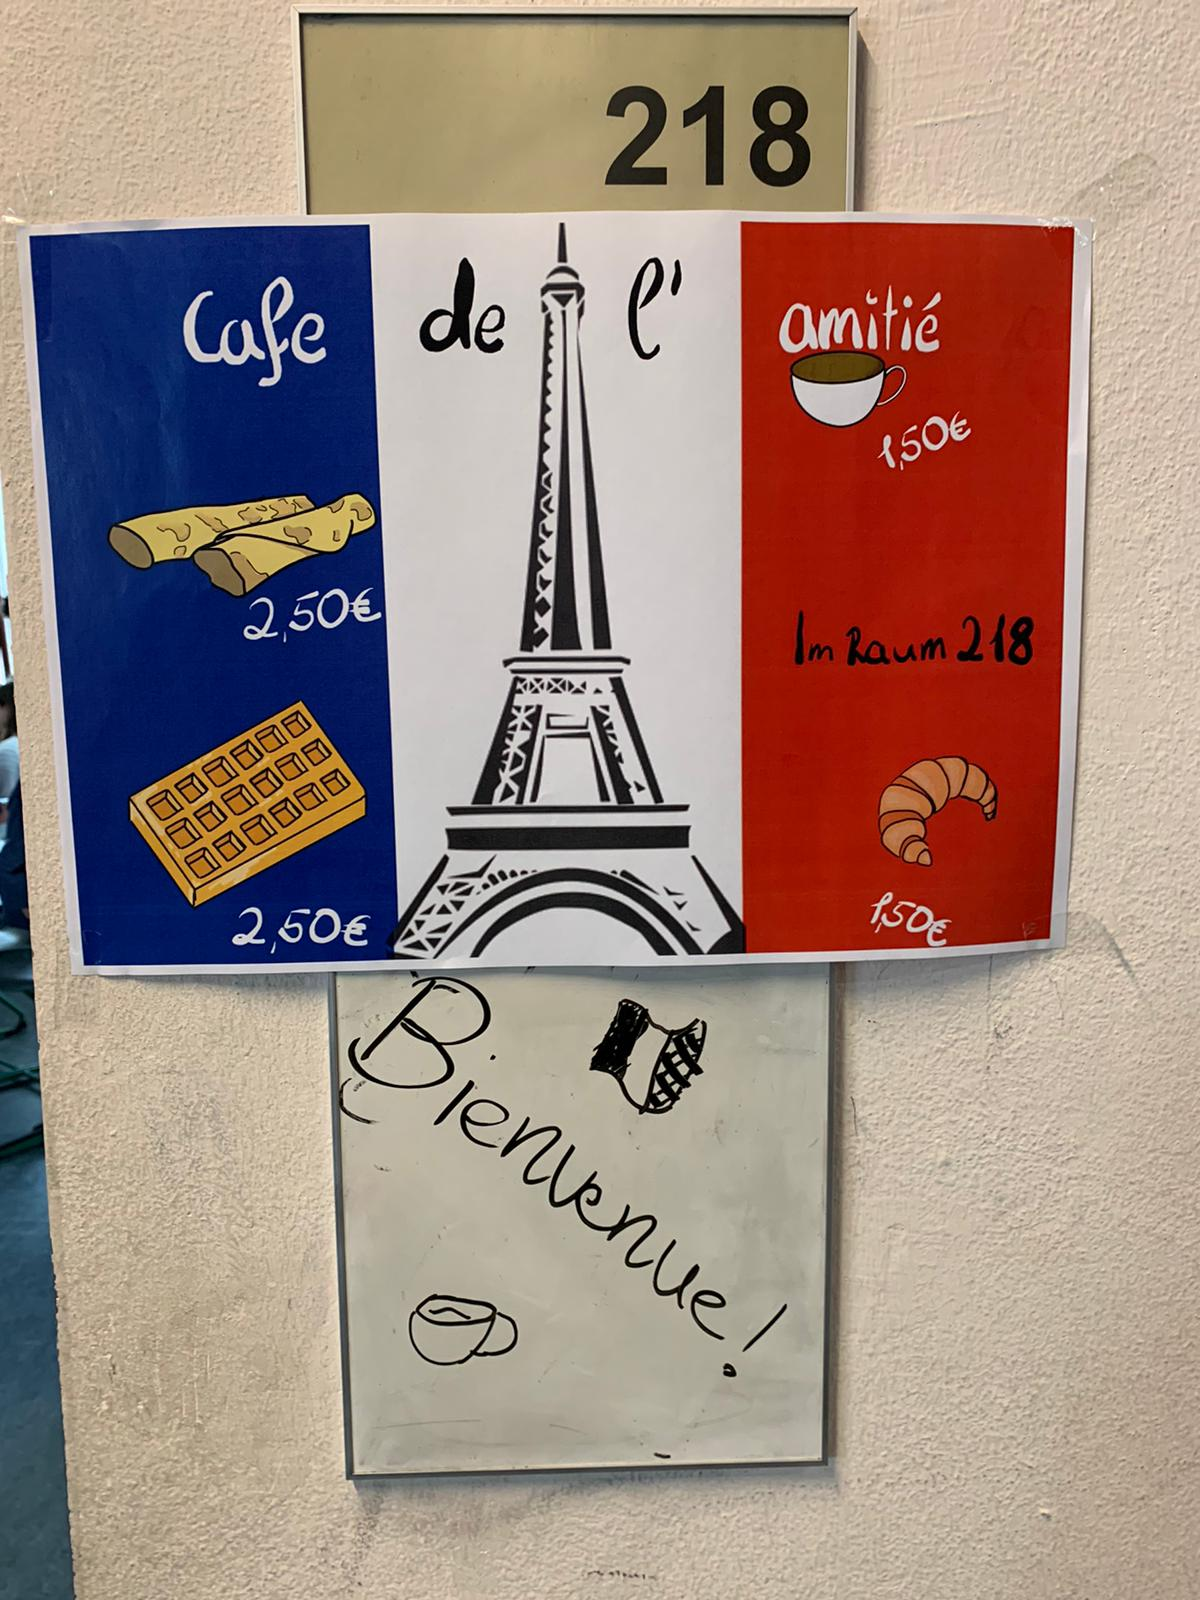 218
Cafe de l' amitié
1,50€
2,50€
Im Raum 218
2,50€
1,50€
Bienvenue!